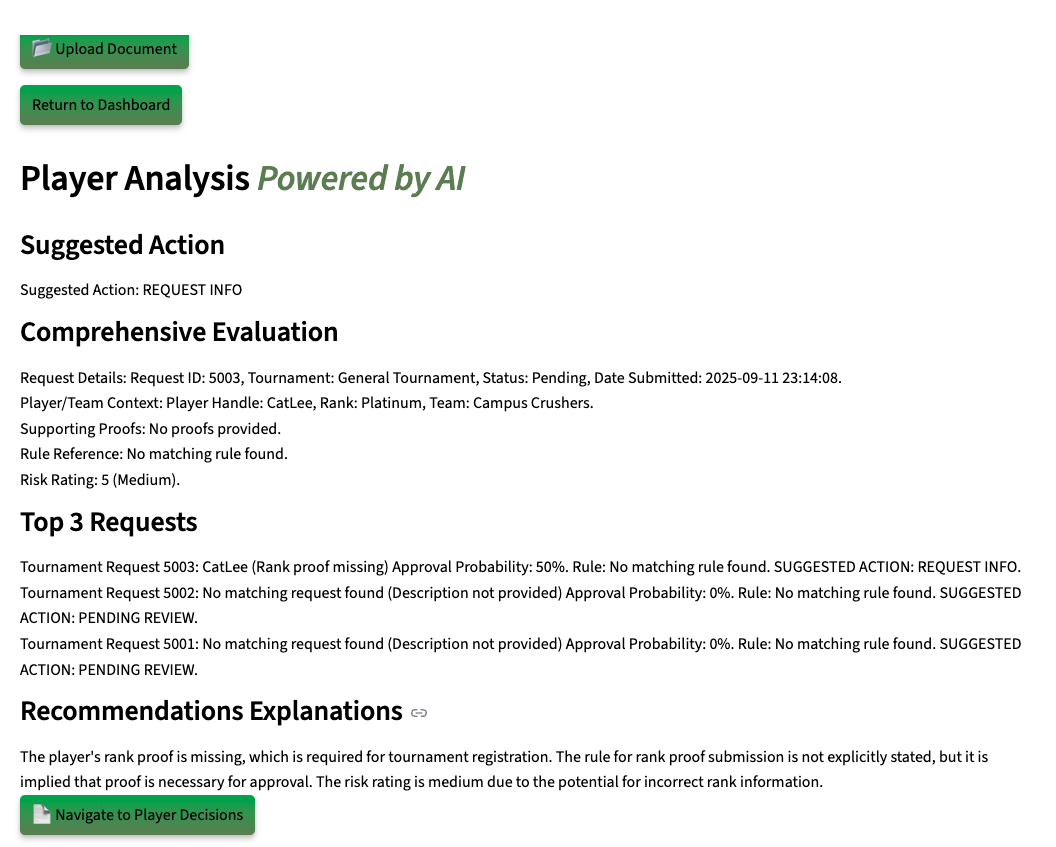 Upload Document
Return to Dashboard
Player Analysis Powered by AI
Suggested Action
Suggested Action: REQUEST INFO
Comprehensive Evaluation
Request Details: Request ID: 5003, Tournament: General Tournament, Status: Pending, Date Submitted: 2025-09-11 23:14:08.
Player/Team Context: Player Handle: CatLee, Rank: Platinum, Team: Campus Crushers.
Supporting Proofs: No proofs provided.
Rule Reference: No matching rule found.
Risk Rating: 5 (Medium).
Top 3 Requests
Tournament Request 5003: CatLee (Rank proof missing) Approval Probability: 50%. Rule: No matching rule found. SUGGESTED ACTION: REQUEST INFO.
Tournament Request 5002: No matching request found (Description not provided) Approval Probability: 0%. Rule: No matching rule found. SUGGESTED
ACTION: PENDING REVIEW.
Tournament Request 5001: No matching request found (Description not provided) Approval Probability: 0%. Rule: No matching rule found. SUGGESTED
ACTION: PENDING REVIEW.
Recommendations Explanations
The player's rank proof is missing, which is required for tournament registration. The rule for rank proof submission is not explicitly stated, but it is
implied that proof is necessary for approval. The risk rating is medium due to the potential for incorrect rank information.
Navigate to Player Decisions